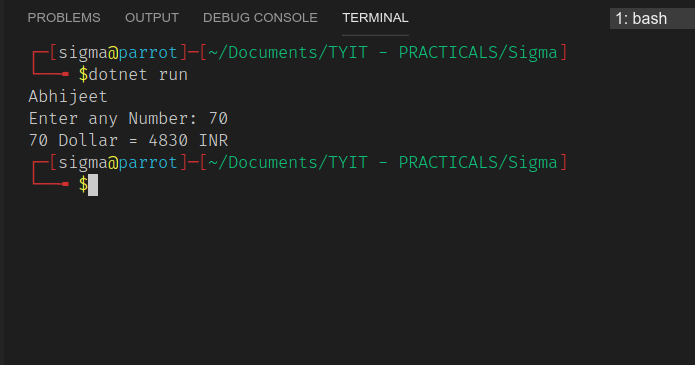 PROBLEMS OUTPUT DEBUG CONSOLE TERMINAL 1: bash
┌─[sigma@parrot]─[~/Documents/TYIT - PRACTICALS/Sigma]
└──╼ $dotnet run
Abhijeet
Enter any Number: 70
70 Dollar = 4830 INR
┌─[sigma@parrot]─[~/Documents/TYIT - PRACTICALS/Sigma]
└──╼ $